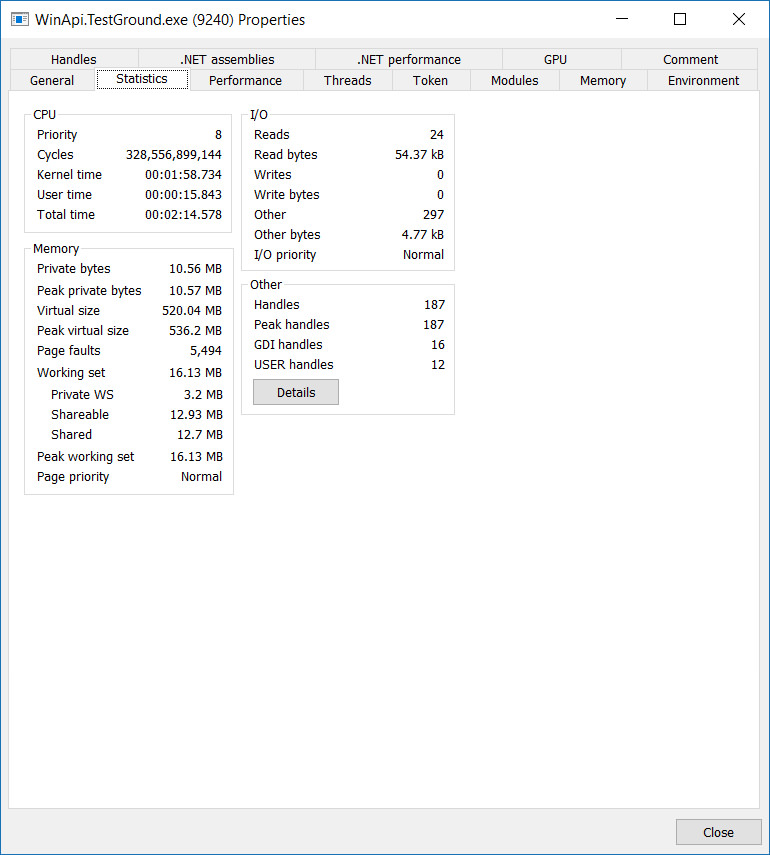 WinApi.TestGround.exe (9240) Properties
Handles .NET assemblies .NET performance GPU Comment
General Statistics Performance Threads Token Modules Memory Environment
CPU
Priority 8
Cycles 328,556,899,144
Kernel time 00:01:58.734
User time 00:00:15.843
Total time 00:02:14.578
Memory
Private bytes 10.56 MB
Peak private bytes 10.57 MB
Virtual size 520.04 MB
Peak virtual size 536.2 MB
Page faults 5,494
Working set 16.13 MB
Private WS 3.2 MB
Shareable 12.93 MB
Shared 12.7 MB
Peak working set 16.13 MB
Page priority Normal
I/O
Reads 24
Read bytes 54.37 kB
Writes 0
Write bytes 0
Other 297
Other bytes 4.77 kB
I/O priority Normal
Other
Handles 187
Peak handles 187
GDI handles 16
USER handles 12
Details
Close